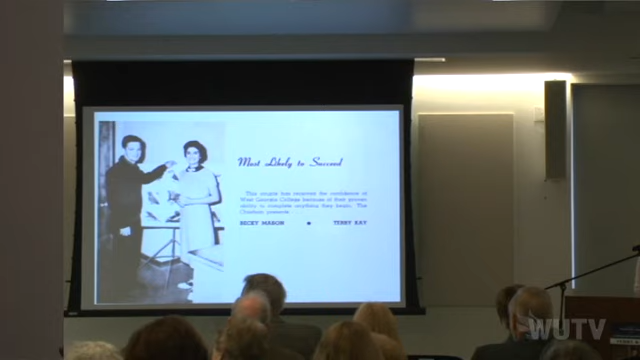 Most Likely to Succeed
This couple has received the confidence of
West Georgia College because of their proven
ability to complete anything they begin. The
Chieftain presents
BECKY MABON ★ TERRY KAY
WUTV